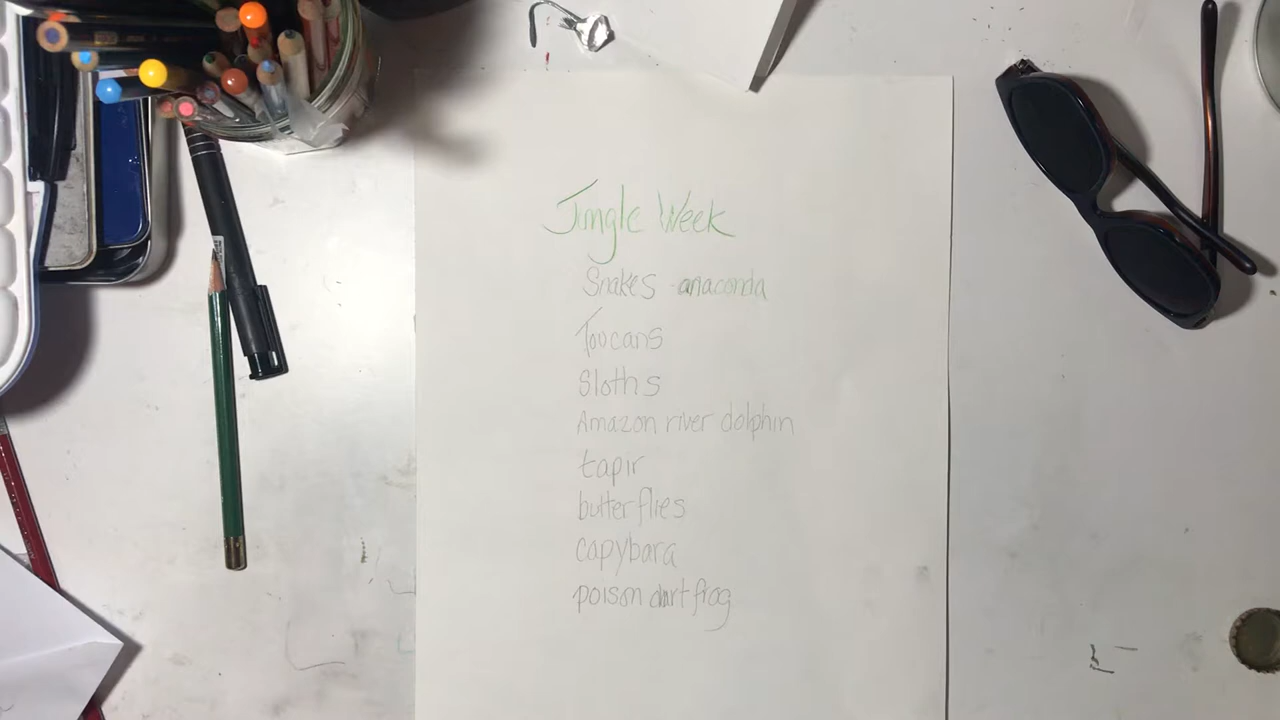 Jungle Week
Snakes - anaconda
Toucans
Sloths
Amazon river dolphin
tapir
butterflies
capybara
poison dart frog